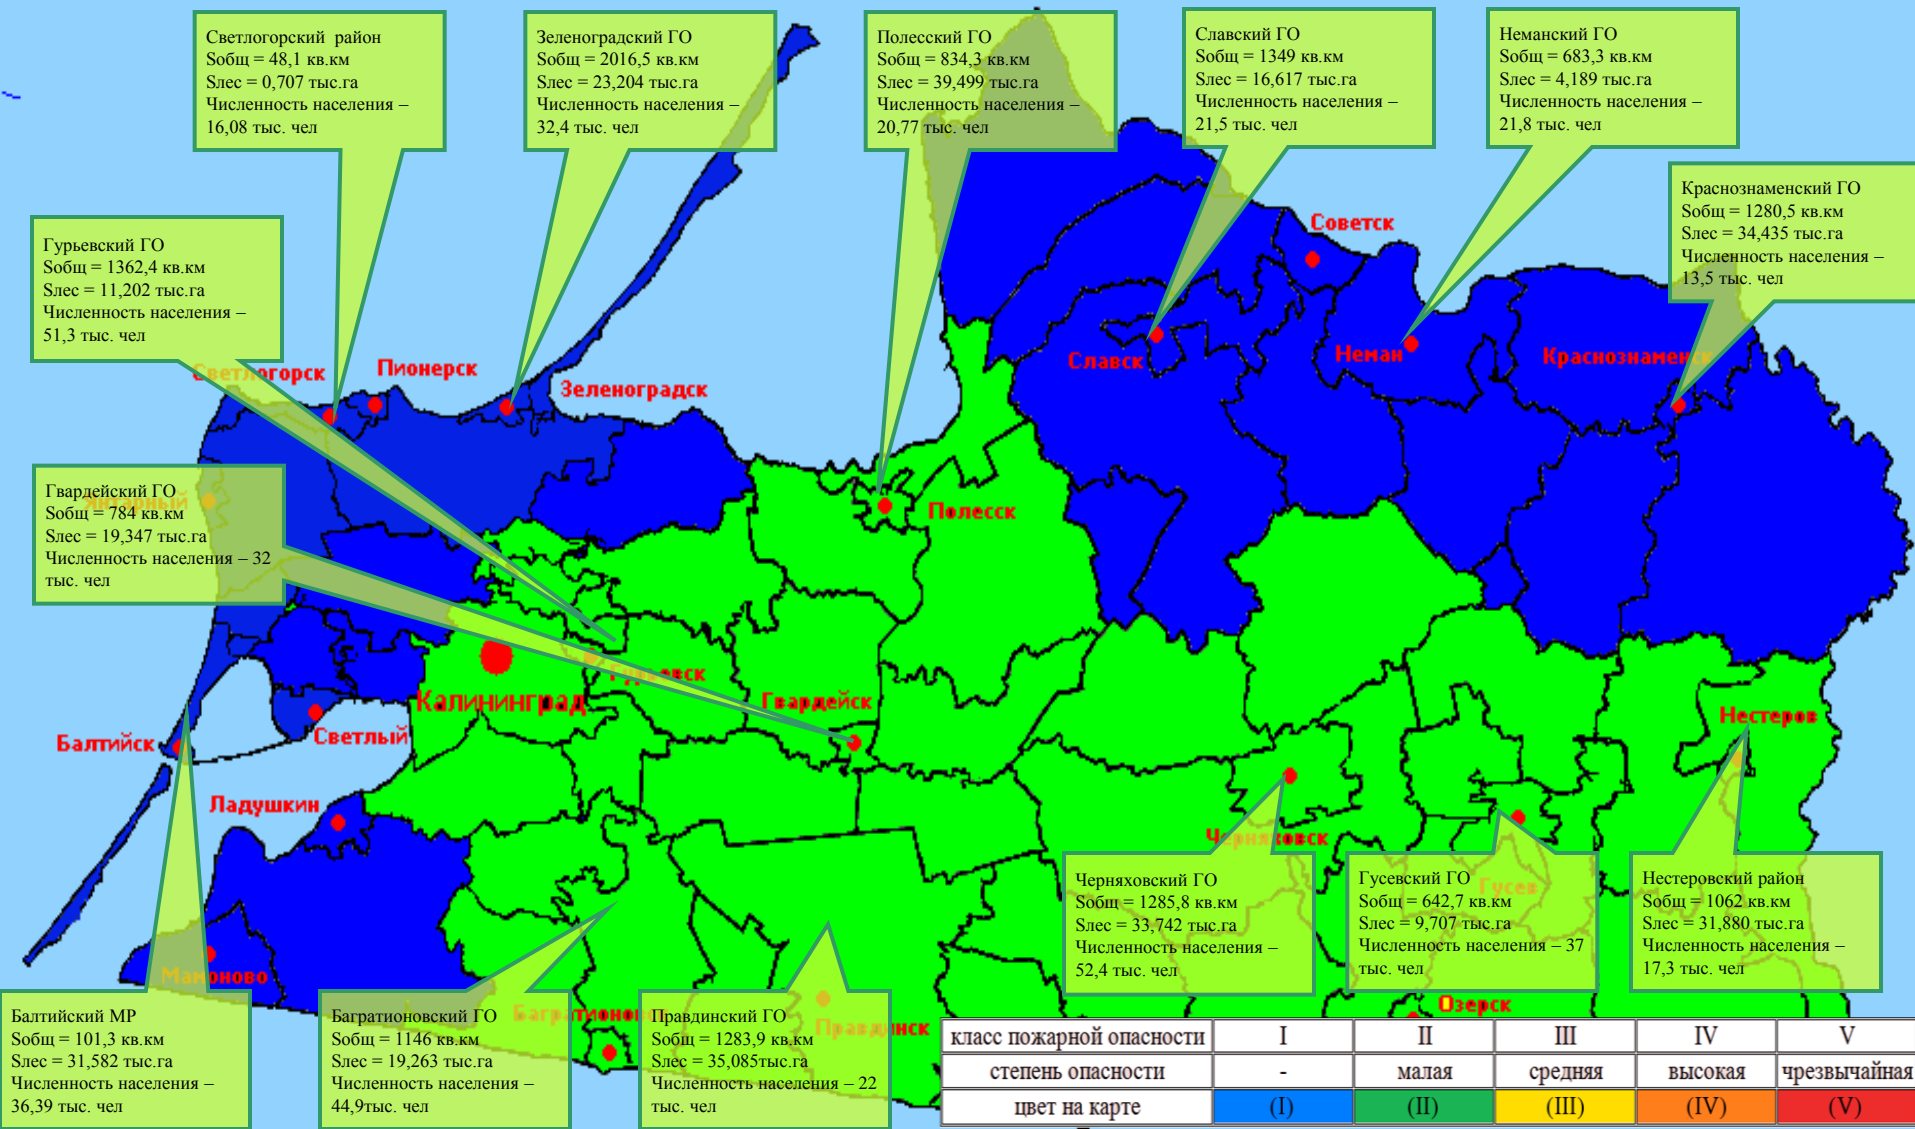 Светлогорский район
Sобщ = 48,1 кв.км
Sлес = 0,707 тыс.га
Численность населения –
16,08 тыс. чел
Зеленоградский ГО
Sобщ = 2016,5 кв.км
Sлес = 23,204 тыс.га
Численность населения –
32,4 тыс. чел
Полесский ГО
Sобщ = 834,3 кв.км
Sлес = 39,499 тыс.га
Численность населения –
20,77 тыс. чел
Славский ГО
Sобщ = 1349 кв.км
Sлес = 16,617 тыс.га
Численность населения –
21,5 тыс. чел
Неманский ГО
Sобщ = 683,3 кв.км
Sлес = 4,189 тыс.га
Численность населения –
21,8 тыс. чел
Краснознаменский ГО
Sобщ = 1280,5 кв.км
Sлес = 34,435 тыс.га
Численность населения –
13,5 тыс. чел
Гурьевский ГО
Sобщ = 1362,4 кв.км
Sлес = 11,202 тыс.га
Численность населения –
51,3 тыс. чел
Советск
Славск
Неман
Краснознаменск
Светлогорск
Пионерск
Зеленоградск
Гвардейский ГО
Sобщ = 784 кв.км
Sлес = 19,347 тыс.га
Численность населения – 32
тыс. чел
Янтарный
Полесск
Калининград
Гурьевск
Гвардейск
Нестеров
Балтийск
Светлый
Ладушкин
Черняховск
Гусев
Мамоново
Багратионовск
Правдинск
Озерск
Черняховский ГО
Sобщ = 1285,8 кв.км
Sлес = 33,742 тыс.га
Численность населения –
52,4 тыс. чел
Гусевский ГО
Sобщ = 642,7 кв.км
Sлес = 9,707 тыс.га
Численность населения – 37
тыс. чел
Нестеровский район
Sобщ = 1062 кв.км
Sлес = 31,880 тыс.га
Численность населения –
17,3 тыс. чел
Балтийский МР
Sобщ = 101,3 кв.км
Sлес = 31,582 тыс.га
Численность населения –
36,39 тыс. чел
Багратионовский ГО
Sобщ = 1146 кв.км
Sлес = 19,263 тыс.га
Численность населения –
44,9тыс. чел
Правдинский ГО
Sобщ = 1283,9 кв.км
Sлес = 35,085тыс.га
Численность населения – 22
тыс. чел
класс пожарной опасности I II III IV V
степень опасности - малая средняя высокая чрезвычайная
цвет на карте (I) (II) (III) (IV) (V)